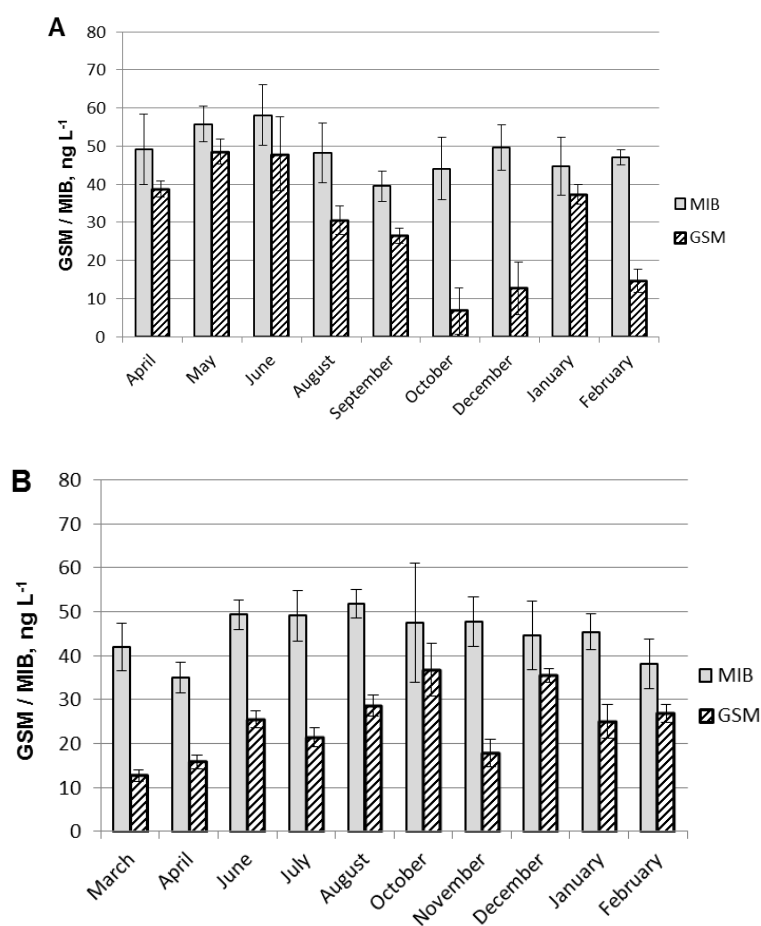 A
GSM / MIB, ng L⁻¹
80
70
60
50
40
30
20
10
0
April
May
June
August
September
October
December
January
February
MIB
GSM
B
GSM / MIB, ng L⁻¹
80
70
60
50
40
30
20
10
0
March
April
June
July
August
October
November
December
January
February
MIB
GSM